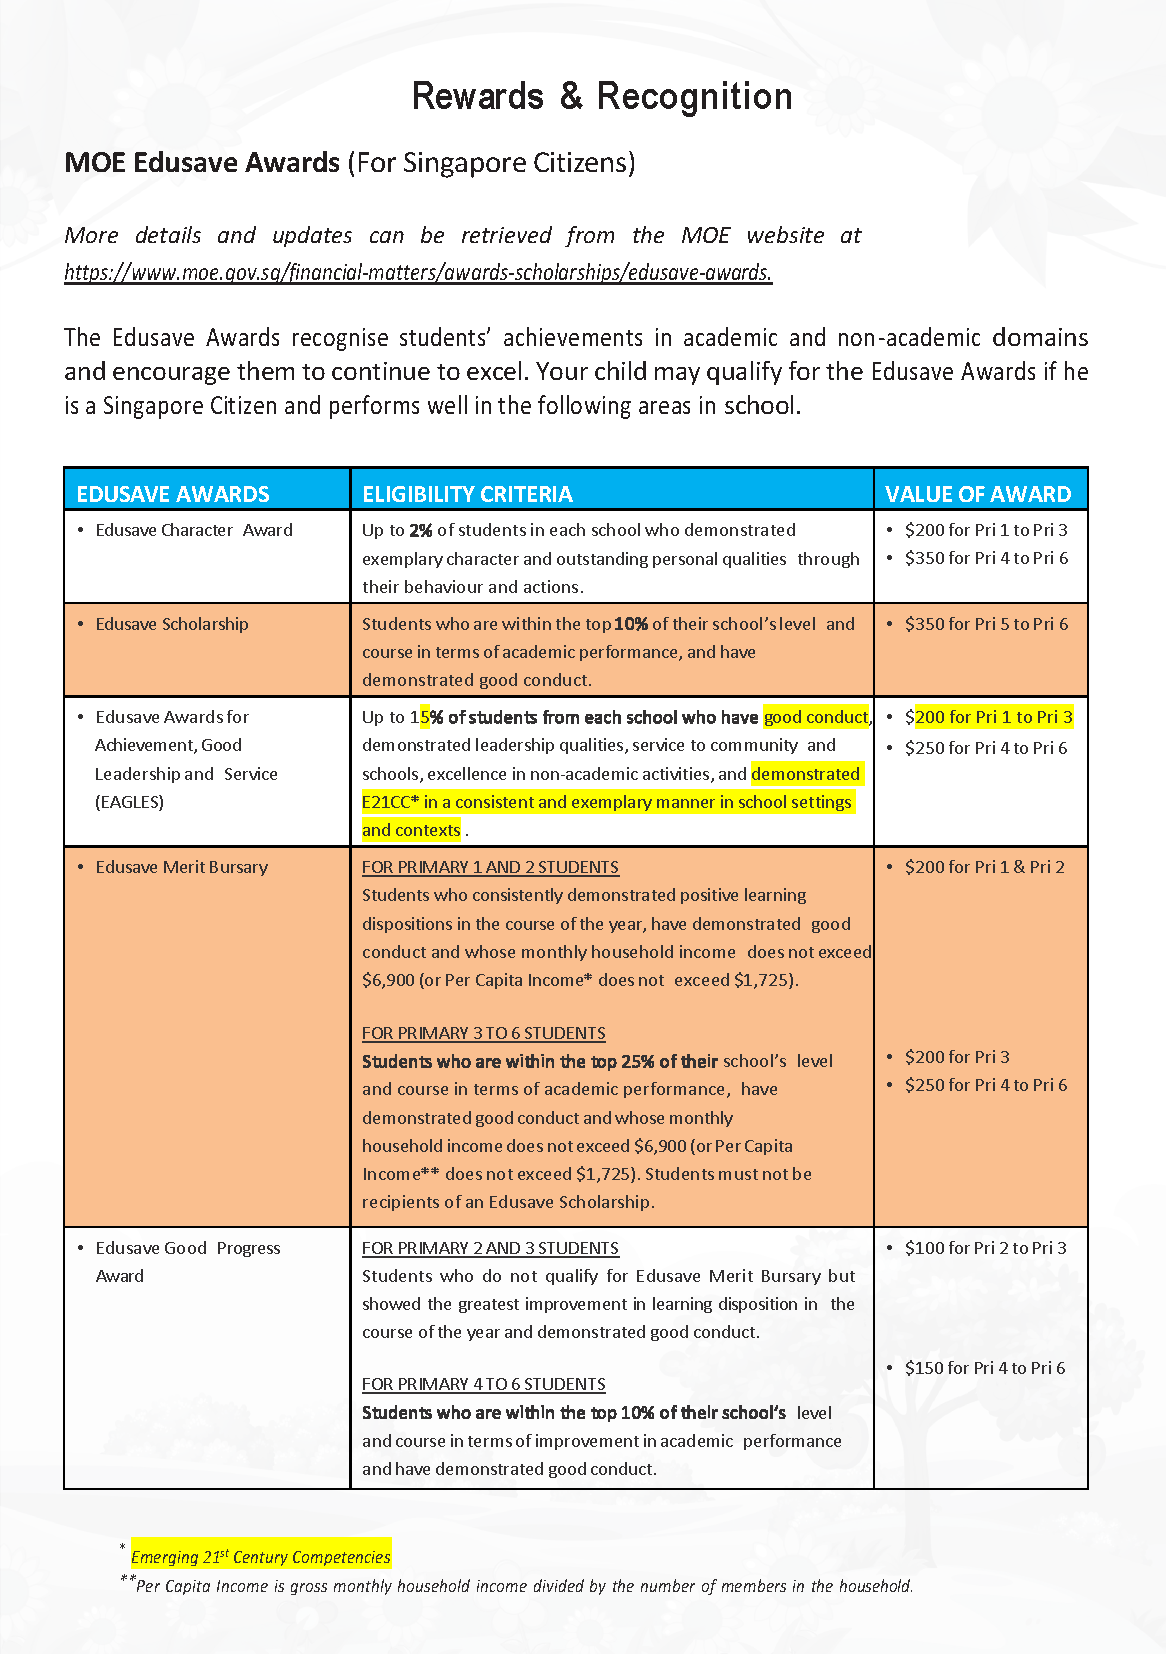 Rewards & Recognition
MOE Edusave Awards (For Singapore Citizens)
More details and updates can be retrieved from the MOE website at
https://www.moe.gov.sg/financial-matters/awards-scholarships/edusave-awards.
The Edusave Awards recognise students’ achievements in academic and non-academic domains
and encourage them to continue to excel. Your child may qualify for the Edusave Awards if he
is a Singapore Citizen and performs well in the following areas in school.
EDUSAVE AWARDS
ELIGIBILITY CRITERIA
VALUE OF AWARD
• Edusave Character Award
Up to 2% of students in each school who demonstrated
exemplary character and outstanding personal qualities through
their behaviour and actions.
• $200 for Pri 1 to Pri 3
• $350 for Pri 4 to Pri 6
• Edusave Scholarship
Students who are within the top 10% of their school’s level and
course in terms of academic performance, and have
demonstrated good conduct.
• $350 for Pri 5 to Pri 6
• Edusave Awards for
Achievement, Good
Leadership and Service
(EAGLES)
Up to 15% of students from each school who have good conduct,
demonstrated leadership qualities, service to community and
schools, excellence in non-academic activities, and demonstrated
E21CC* in a consistent and exemplary manner in school settings
and contexts .
• $200 for Pri 1 to Pri 3
• $250 for Pri 4 to Pri 6
• Edusave Merit Bursary
FOR PRIMARY 1 AND 2 STUDENTS
Students who consistently demonstrated positive learning
dispositions in the course of the year, have demonstrated good
conduct and whose monthly household income does not exceed
$6,900 (or Per Capita Income* does not exceed $1,725).
• $200 for Pri 1 & Pri 2
FOR PRIMARY 3 TO 6 STUDENTS
Students who are within the top 25% of their school’s level
and course in terms of academic performance, have
demonstrated good conduct and whose monthly
household income does not exceed $6,900 (or Per Capita
Income** does not exceed $1,725). Students must not be
recipients of an Edusave Scholarship.
• $200 for Pri 3
• $250 for Pri 4 to Pri 6
• Edusave Good Progress
Award
FOR PRIMARY 2 AND 3 STUDENTS
Students who do not qualify for Edusave Merit Bursary but
showed the greatest improvement in learning disposition in the
course of the year and demonstrated good conduct.
• $100 for Pri 2 to Pri 3
FOR PRIMARY 4 TO 6 STUDENTS
Students who are within the top 10% of their school’s level
and course in terms of improvement in academic performance
and have demonstrated good conduct.
• $150 for Pri 4 to Pri 6
* Emerging 21st Century Competencies
**Per Capita Income is gross monthly household income divided by the number of members in the household.